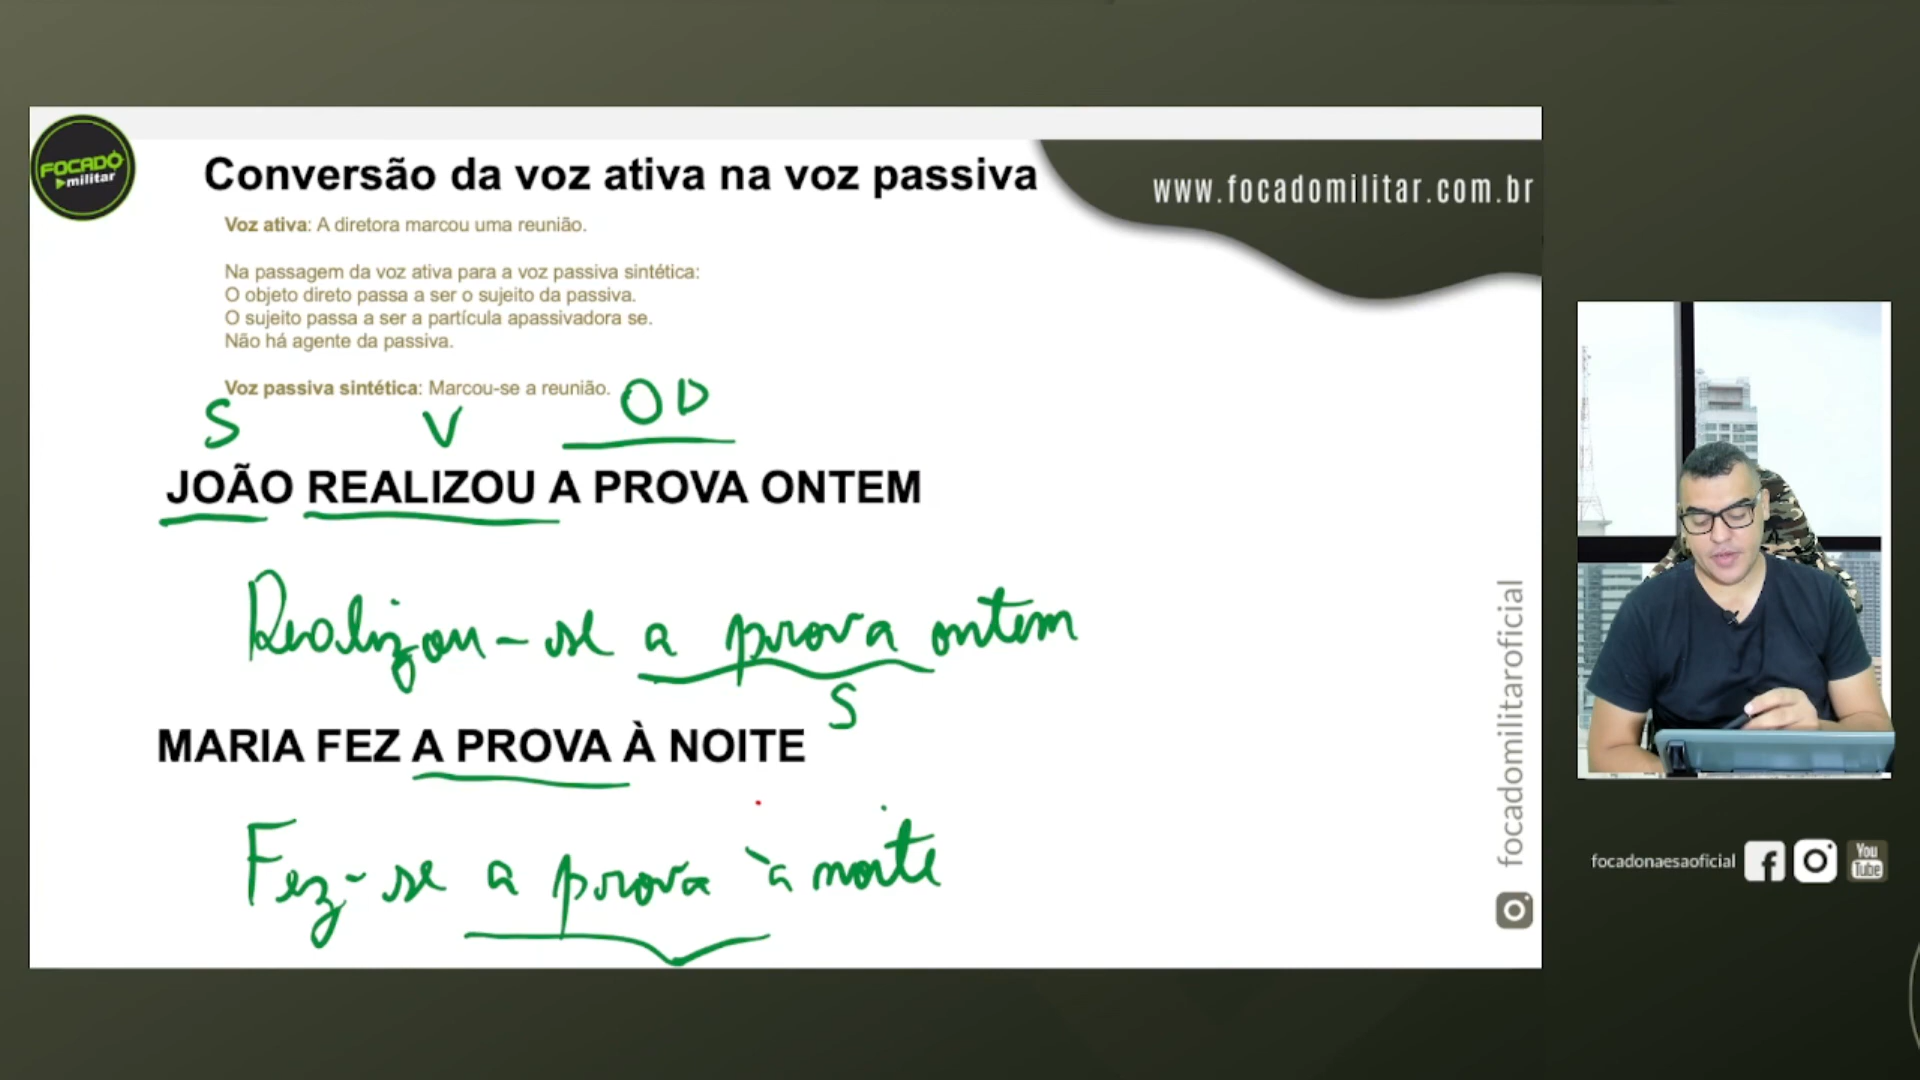 FOCADO
militar
Conversão da voz ativa na voz passiva
www.focadomilitar.com.br
Voz ativa: A diretora marcou uma reunião.
Na passagem da voz ativa para a voz passiva sintética:
O objeto direto passa a ser o sujeito da passiva.
O sujeito passa a ser a partícula apassivadora se.
Não há agente da passiva.
Voz passiva sintética: Marcou-se a reunião.
S V OD
JOÃO REALIZOU A PROVA ONTEM
Realizou-se a prova ontem
S
MARIA FEZ A PROVA À NOITE
Fez-se a prova à noite
focadomilitaroficial
focadonaesaoficial
You
Tube